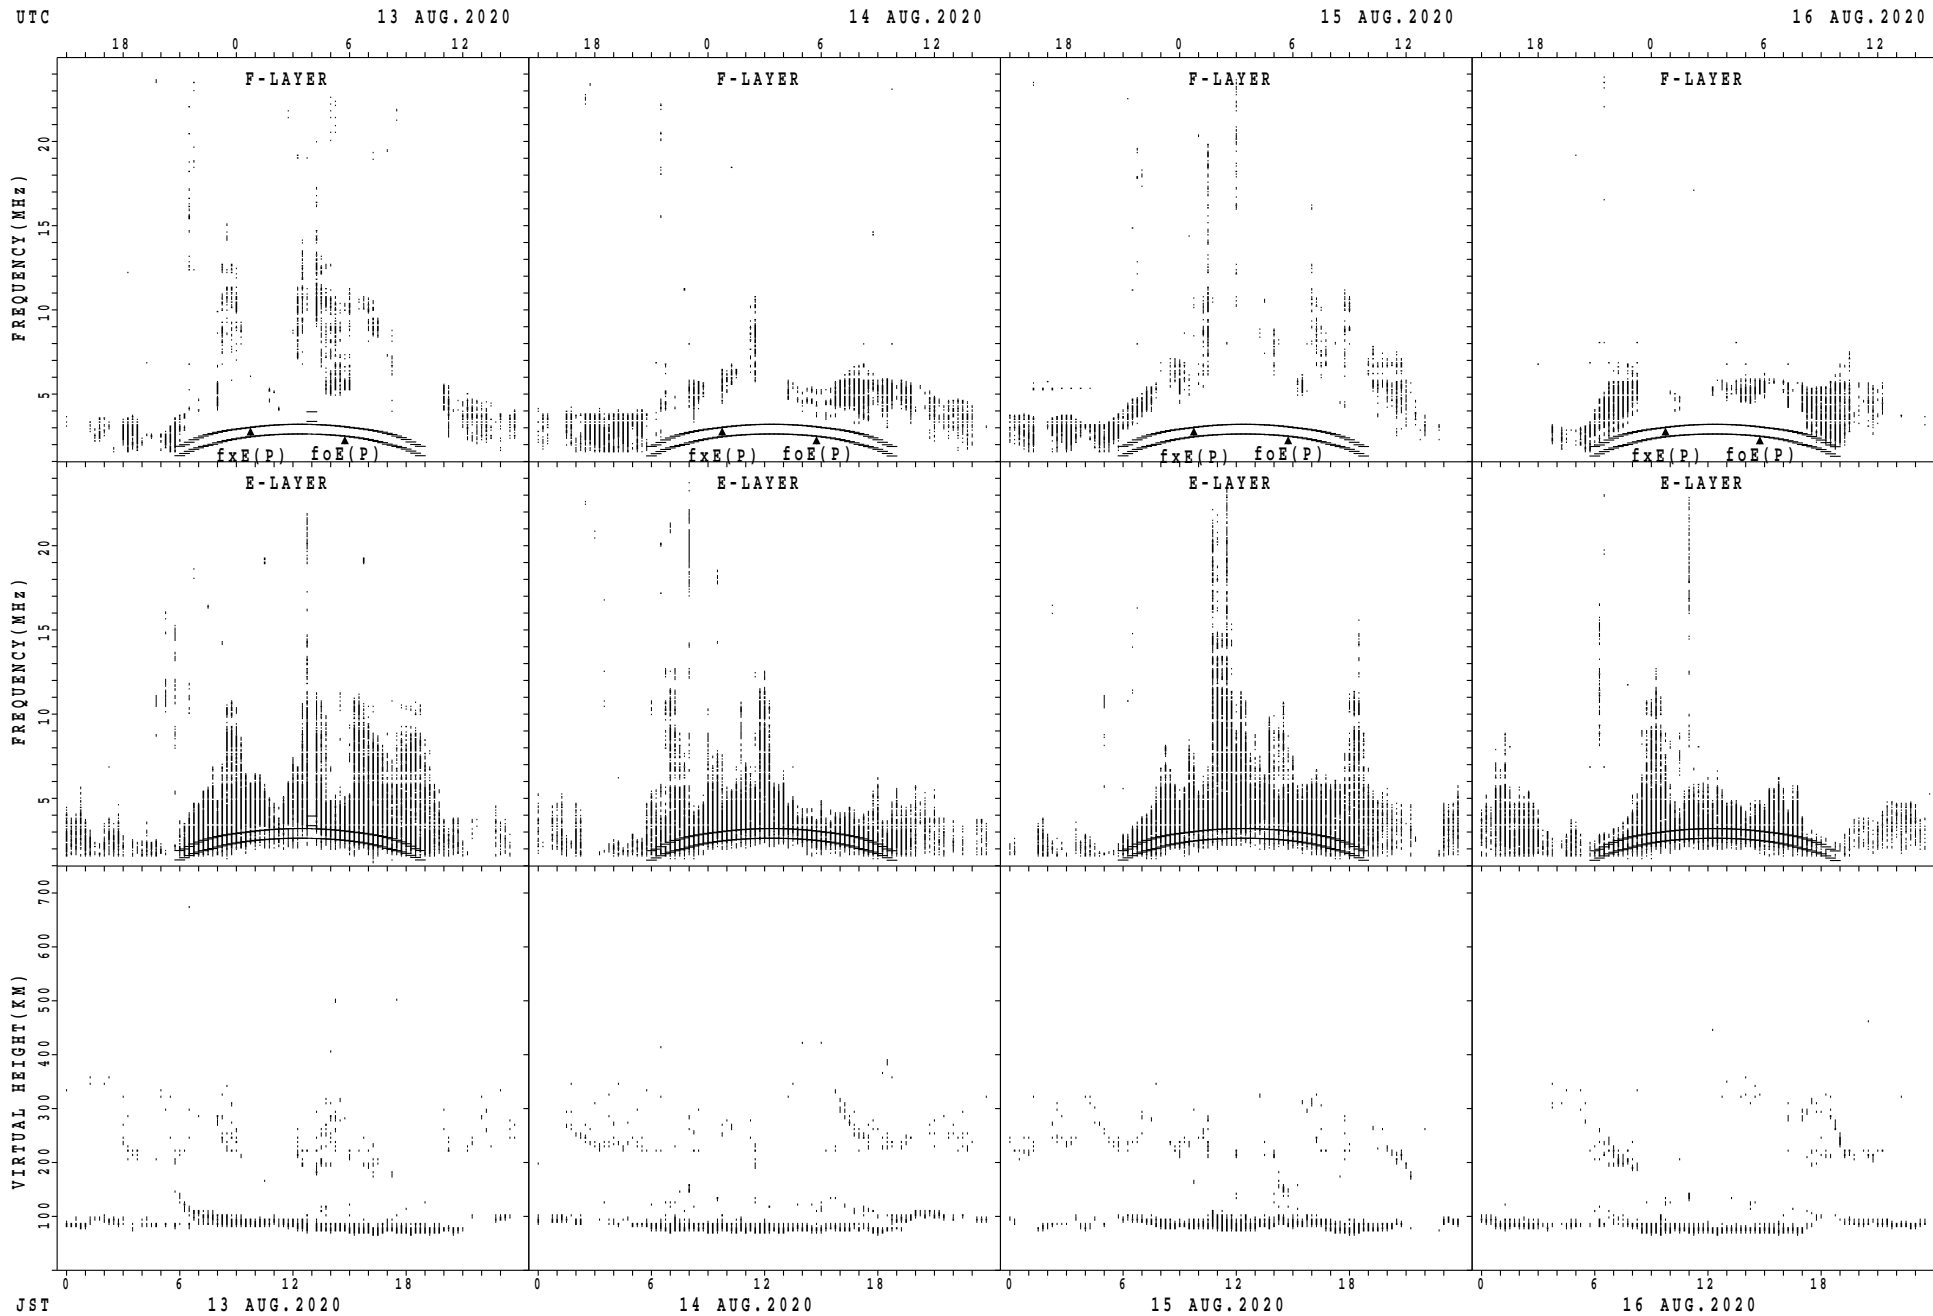 UTC 13 AUG.2020 14 AUG.2020 15 AUG.2020 16 AUG.2020
18 0 6 12 18 0 6 12 18 0 6 12 18 0 6 12
F-LAYER F-LAYER F-LAYER F-LAYER
FREQUENCY(MHz)
20
15
10
5
fxE(P) foE(P) fxE(P) foE(P) fxE(P) foE(P) fxE(P) foE(P)
E-LAYER E-LAYER E-LAYER E-LAYER
FREQUENCY(MHz)
20
15
10
5
VIRTUAL HEIGHT(KM)
700
600
500
400
300
200
100
0 6 12 18 0 6 12 18 0 6 12 18 0 6 12 18
JST 13 AUG.2020 14 AUG.2020 15 AUG.2020 16 AUG.2020